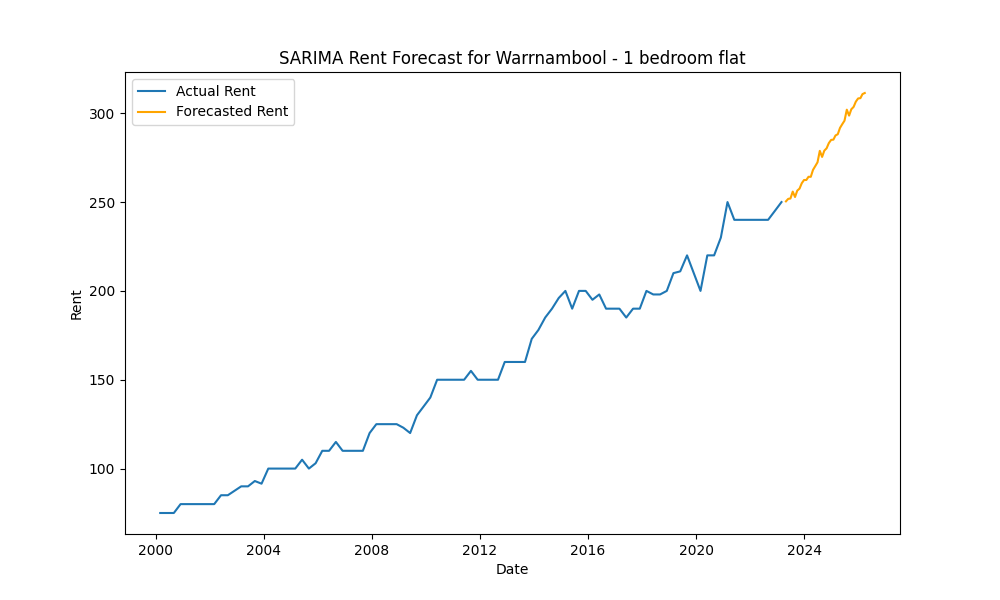 SARIMA Rent Forecast for Warrnambool - 1 bedroom flat
Actual Rent
Forecasted Rent
300
250
200
150
100
Rent
2000 2004 2008 2012 2016 2020 2024
Date